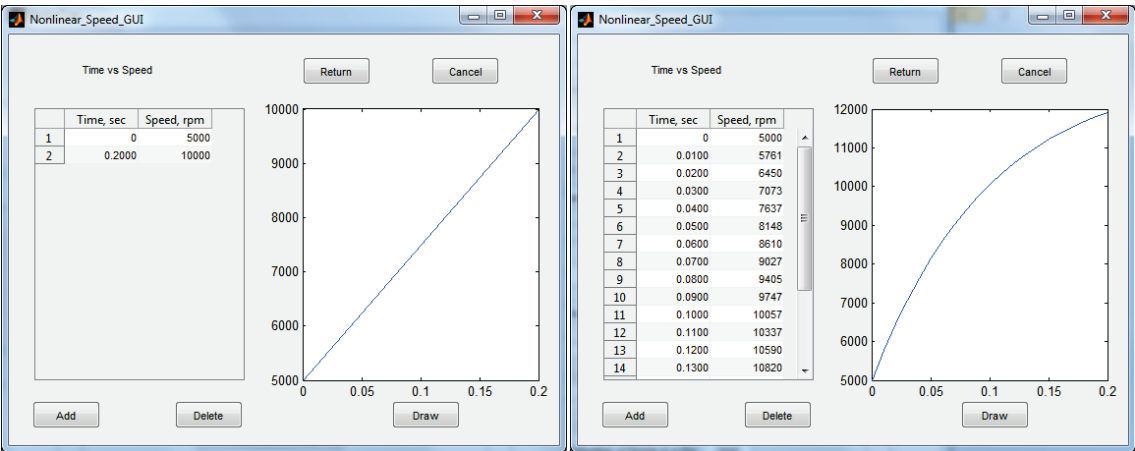 Nonlinear_Speed_GUI
Time vs Speed
Return
Cancel
Time, sec Speed, rpm
1 0 5000
2 0.2000 10000
10000
9000
8000
7000
6000
5000
0 0.05 0.1 0.15 0.2
Add
Delete
Draw
Nonlinear_Speed_GUI
Time vs Speed
Return
Cancel
Time, sec Speed, rpm
1 0 5000
2 0.0100 5761
3 0.0200 6450
4 0.0300 7073
5 0.0400 7637
6 0.0500 8148
7 0.0600 8610
8 0.0700 9027
9 0.0800 9405
10 0.0900 9747
11 0.1000 10057
12 0.1100 10337
13 0.1200 10590
14 0.1300 10820
12000
11000
10000
9000
8000
7000
6000
5000
0 0.05 0.1 0.15 0.2
Add
Delete
Draw